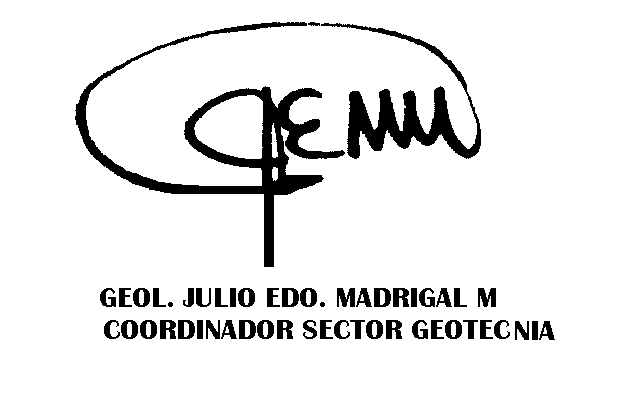 GEOL. JULIO EDO. MADRIGAL M
COORDINADOR SECTOR GEOTECNIA